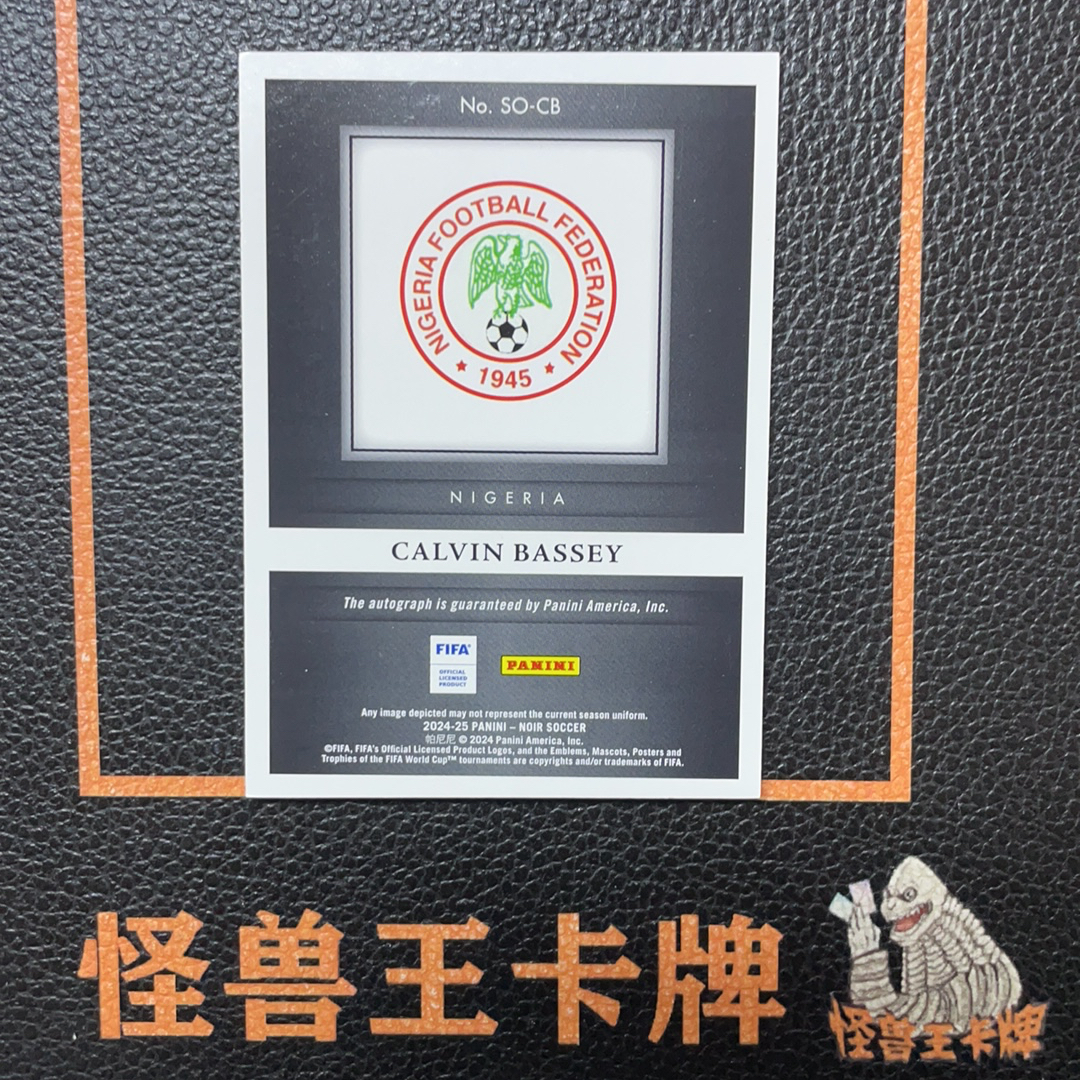 No. SO-CB
NIGERIA FOOTBALL FEDERATION
1945
NIGERIA
CALVIN BASSEY
The autograph is guaranteed by Panini America, Inc.
FIFA
OFFICIAL
LICENSED
PRODUCT
PANINI
Any image depicted may not represent the current season uniform.
2024-25 PANINI – NOIR SOCCER
帕尼尼 © 2024 Panini America, Inc.
©FIFA, FIFA's Official Licensed Product Logos, and the Emblems, Mascots, Posters and
Trophies of the FIFA World Cup™ tournaments are copyrights and/or trademarks of FIFA.
怪兽王卡牌
怪兽王卡牌